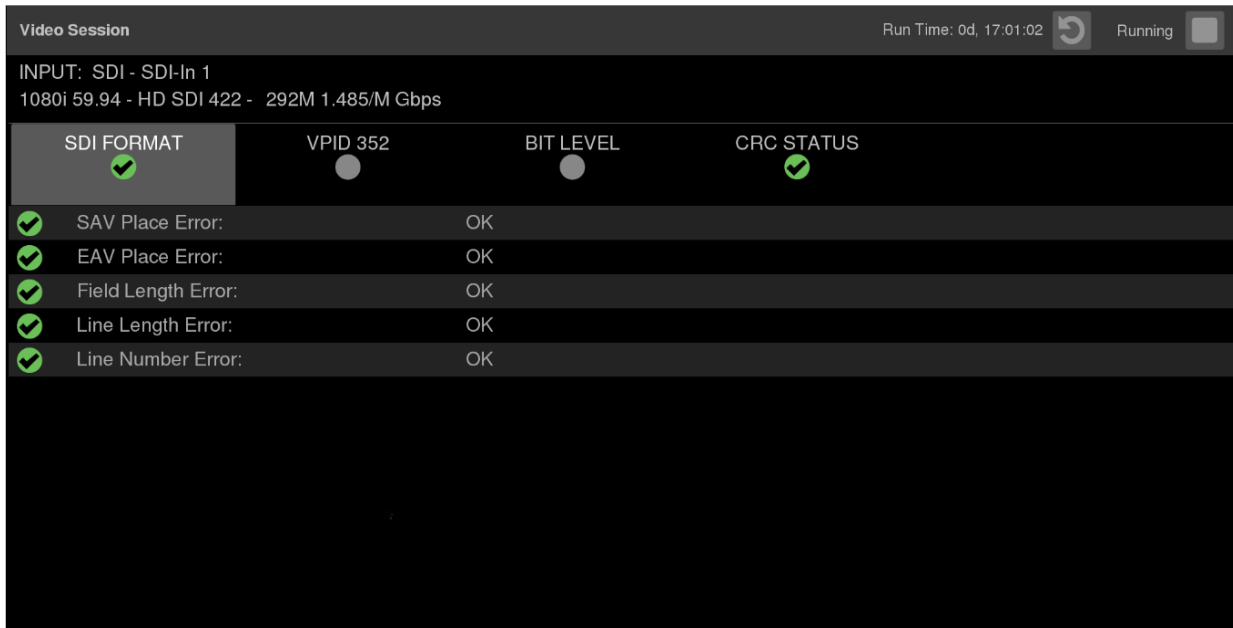 Video Session Run Time: 0d, 17:01:02 Running
INPUT: SDI - SDI-In 1
1080i 59.94 - HD SDI 422 - 292M 1.485/M Gbps
SDI FORMAT VPID 352 BIT LEVEL CRC STATUS
SAV Place Error: OK
EAV Place Error: OK
Field Length Error: OK
Line Length Error: OK
Line Number Error: OK